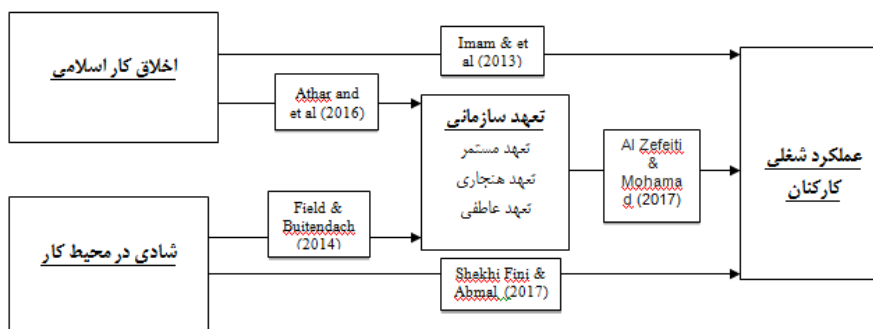 اخلاق کار اسلامی
Imam & et
al (2013)
Athar and
et al (2016)
تعهد سازمانی
تعهد مستمر
تعهد هنجاری
تعهد عاطفی
Al Zefeiti
&
Mohama
d (2017)
عملکرد شغلی
کارکنان
شادی در محیط کار
Field &
Buitendach
(2014)
Shekhi Fini &
Abmal, (2017)